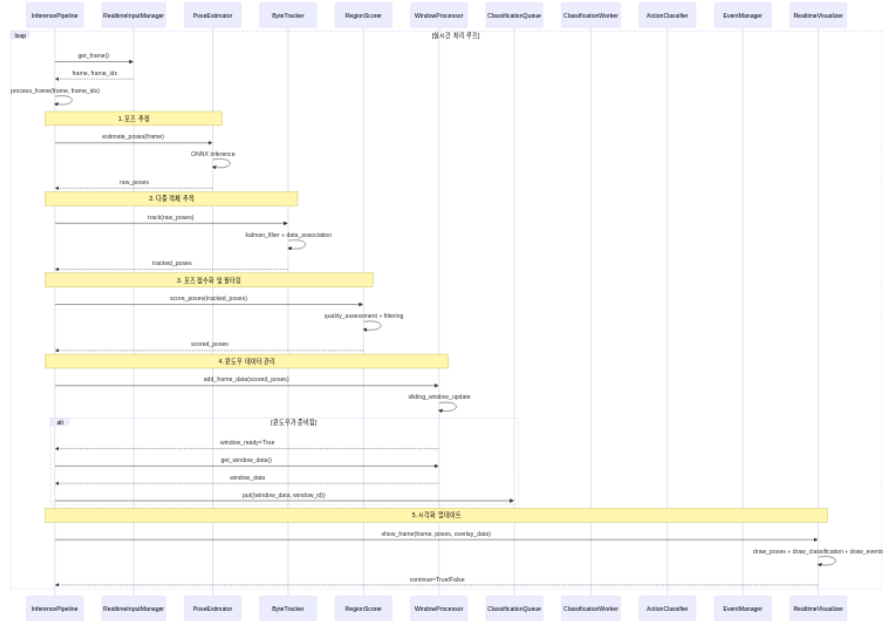 InferencePipeline RealtimeInputManager PoseEstimator ByteTracker RegionScorer WindowProcessor ClassificationQueue ClassificationWorker ActionClassifier EventManager RealtimeVisualizer
loop
[실시간 처리 루프]
get_frame()
frame, frame_idx
process_frame(frame, frame_idx)
1. 포즈 추정
estimate_poses(frame)
ONNX inference
raw_poses
2. 다중 객체 추적
track(raw_poses)
kalman_filter + data_association
tracked_poses
3. 포즈 점수화 및 필터링
score_poses(tracked_poses)
quality_assessment + filtering
scored_poses
4. 윈도우 데이터 관리
add_frame_data(scored_poses)
sliding_window_update
alt
[윈도우가 준비됨]
window_ready=True
get_window_data()
window_data
put((window_data, window_id))
5. 시각화 업데이트
show_frame(frame, poses, overlay_data)
draw_poses + draw_classification + draw_events
continue=True/False
InferencePipeline RealtimeInputManager PoseEstimator ByteTracker RegionScorer WindowProcessor ClassificationQueue ClassificationWorker ActionClassifier EventManager RealtimeVisualizer